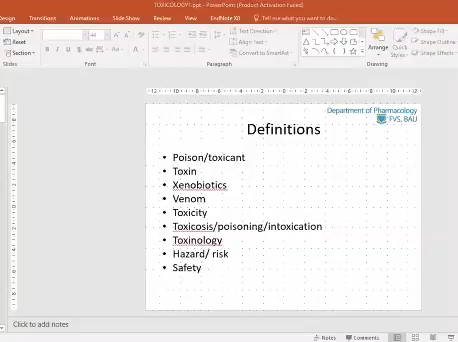 TOXICOLOGY1.ppt - PowerPoint (Product Activation Failed)
Design Transitions Animations Slide Show Review View EndNote X8 Tell me what you want to do...
Layout
Reset
Section
Text Direction
Align Text
Convert to SmartArt
Arrange
Quick Styles
Shape Fill
Shape Outline
Shape Effects
Slides Font Paragraph Drawing
Department of Pharmacology
FVS, BAU
Definitions
• Poison/toxicant
• Toxin
• Xenobiotics
• Venom
• Toxicity
• Toxicosis/poisoning/intoxication
• Toxinology
• Hazard/ risk
• Safety
Click to add notes
Notes Comments